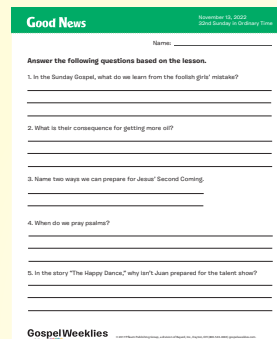 Good News
November 12, 2023
32nd Sunday in Ordinary Time
Name:
Answer the following questions based on the lesson.
1. In the Sunday Gospel, what do we learn from the foolish girls' mistake?
2. What is their consequence for getting more oil?
3. Name two ways we can prepare for Jesus' Second Coming.
4. When do we pray psalms?
5. In the story "The Happy Dance," why isn't Juan prepared for the talent show?
Gospel Weeklies